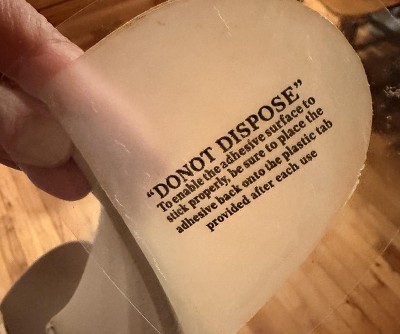 “DONOT DISPOSE”
To enable the adhesive surface to
stick properly, be sure to place the
adhesive back onto the plastic tab
provided after each use